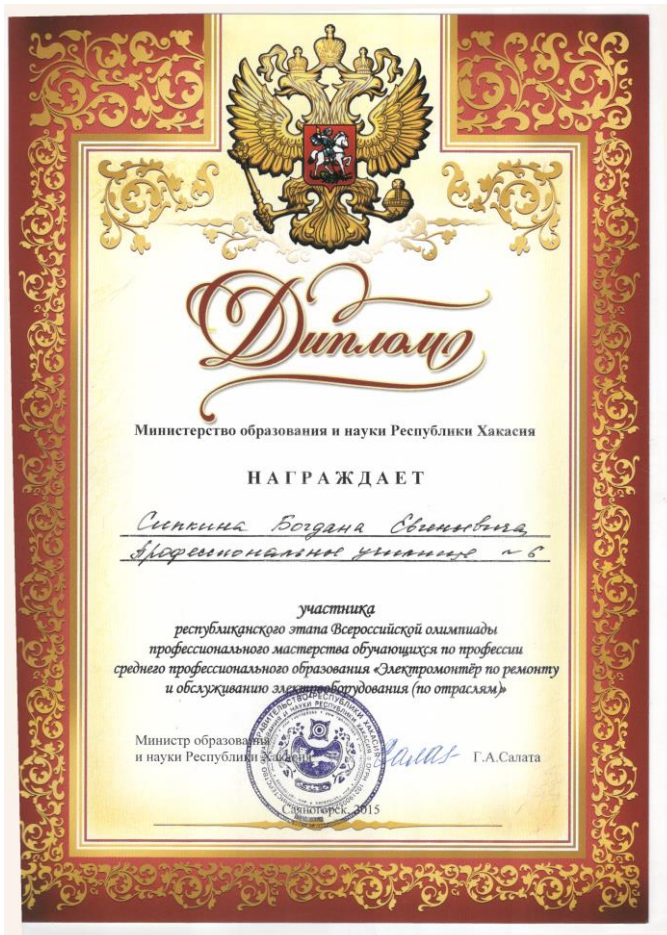 Диплом
Министерство образования и науки Республики Хакасия
НАГРАЖДАЕТ
Сипкина Богдана Евгеньевича,
Профессиональное училище №6
участника
республиканского этапа Всероссийской олимпиады
профессионального мастерства обучающихся по профессии
среднего профессионального образования «Электромонтёр по ремонту
и обслуживанию электрооборудования (по отраслям)»
Министр образования
и науки Республики Хакасия
Г.А.Салата
Саяногорск, 2015